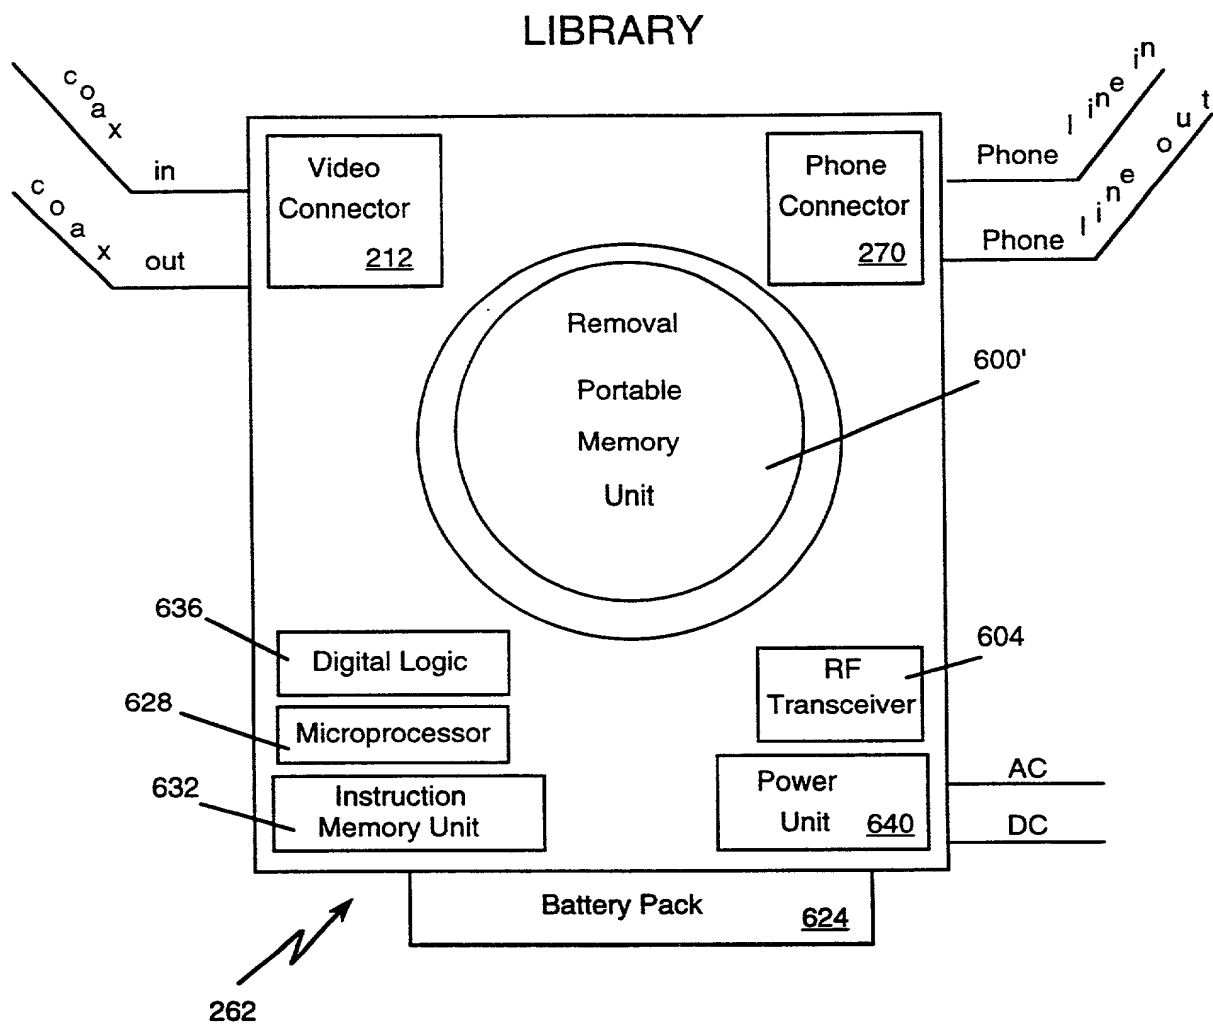 LIBRARY
coax in
coax out
Video
Connector
212
Phone
Connector
270
Phone line in
Phone line out
Removal
Portable
Memory
Unit
600'
636
Digital Logic
628
Microprocessor
632
Instruction
Memory Unit
RF
Transceiver
604
Power
Unit 640
AC
DC
Battery Pack 624
262